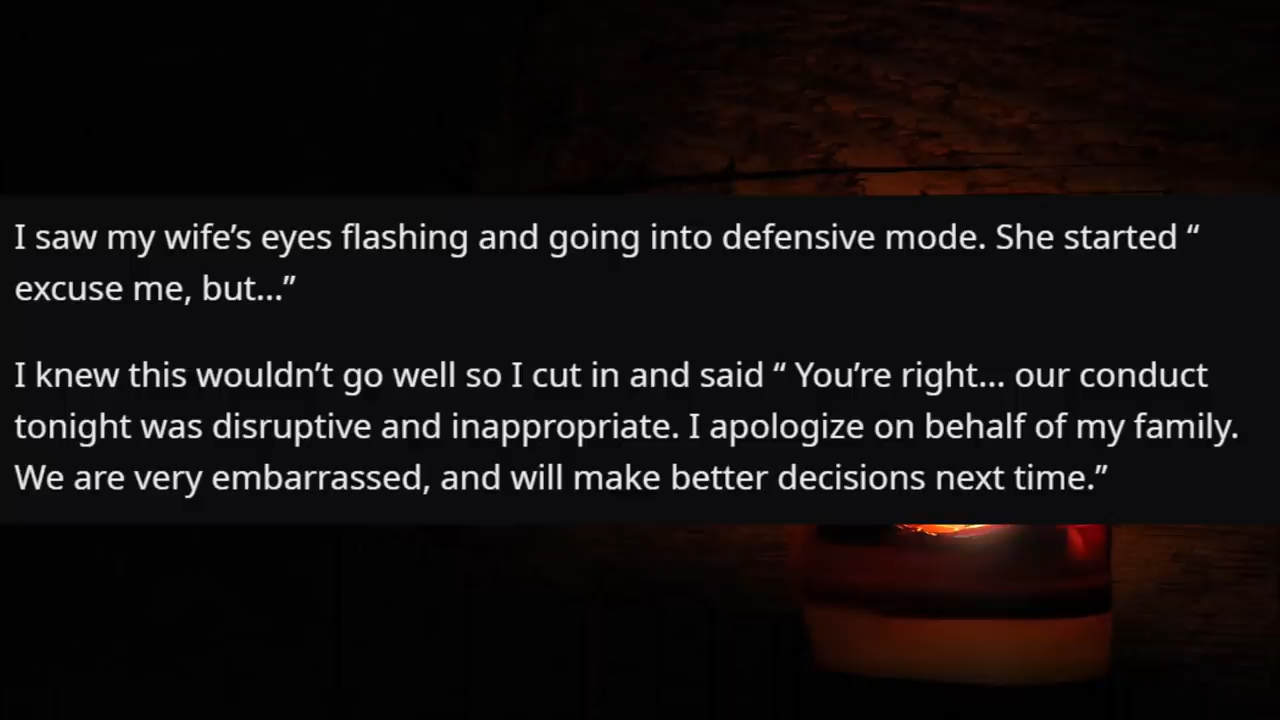 I saw my wife’s eyes flashing and going into defensive mode. She started “
excuse me, but…”
I knew this wouldn’t go well so I cut in and said “ You’re right… our conduct
tonight was disruptive and inappropriate. I apologize on behalf of my family.
We are very embarrassed, and will make better decisions next time.”